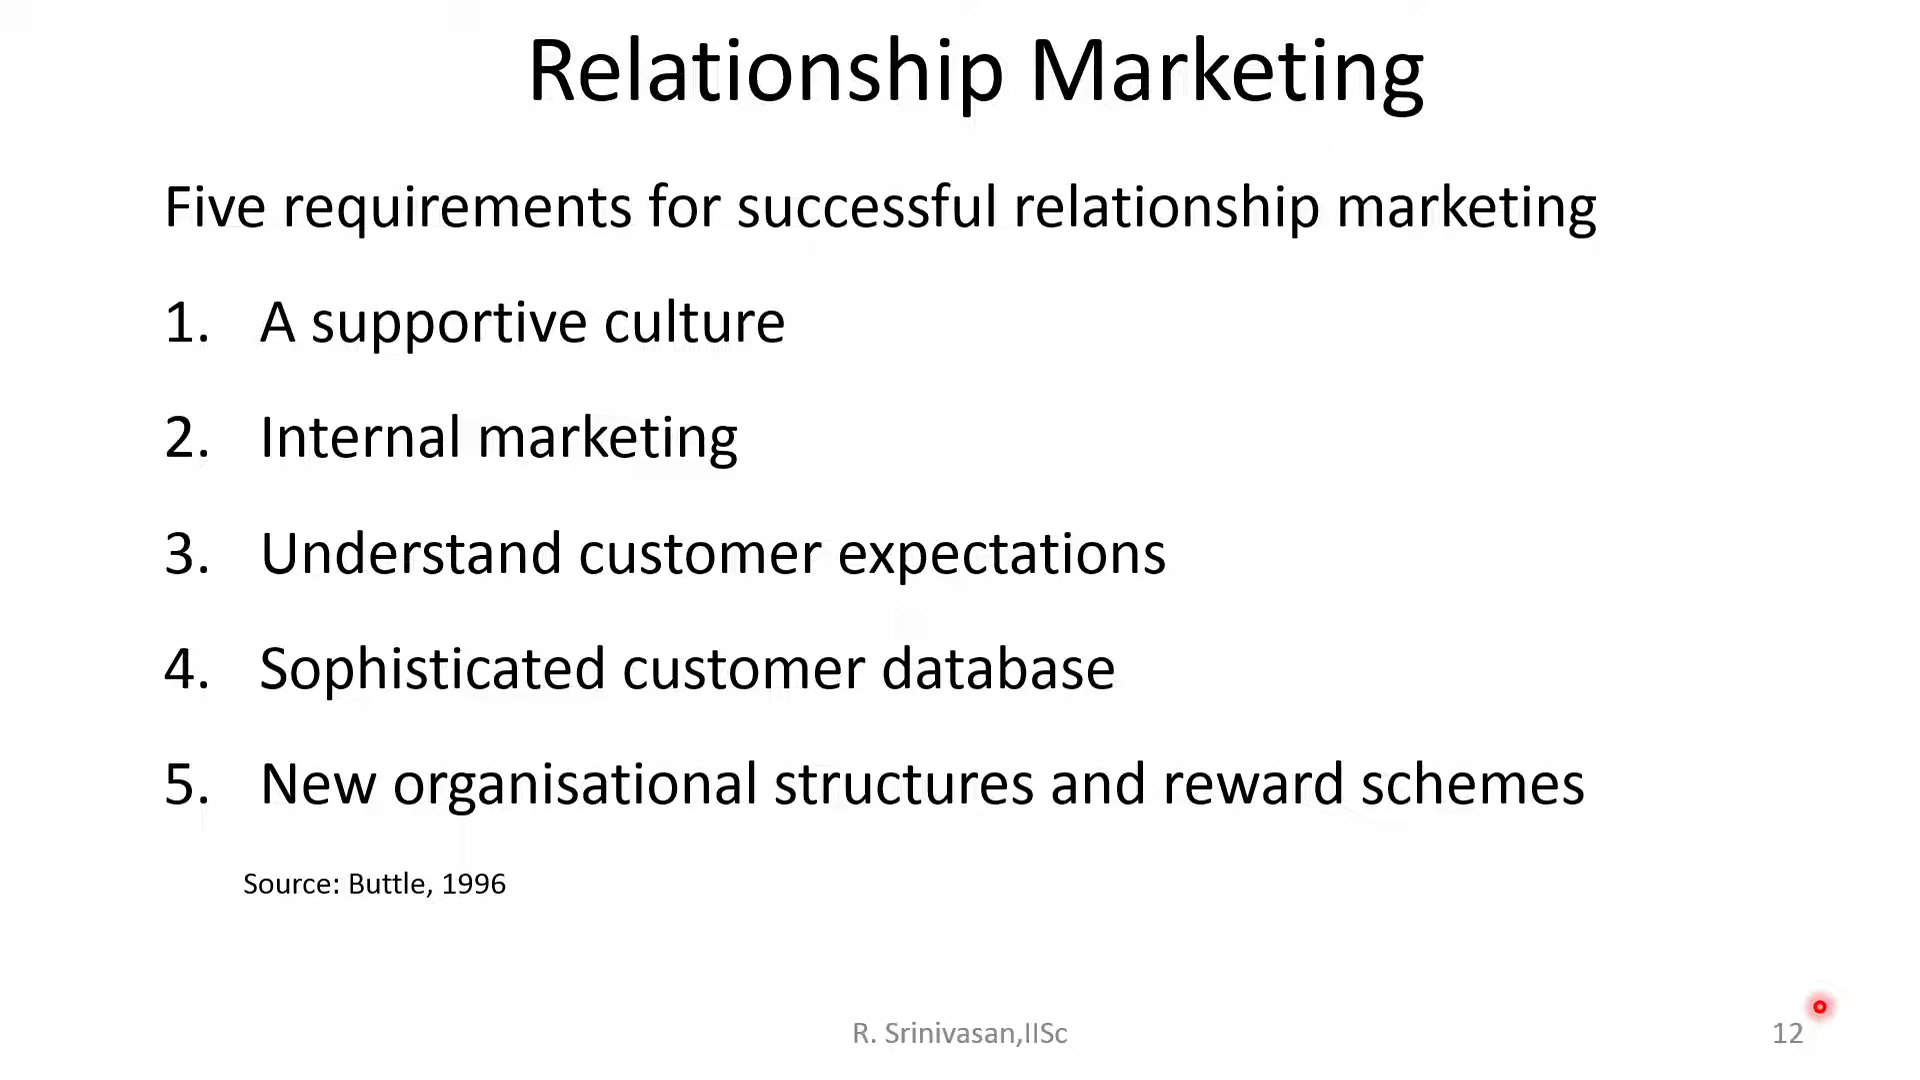 Relationship Marketing
Five requirements for successful relationship marketing
1. A supportive culture
2. Internal marketing
3. Understand customer expectations
4. Sophisticated customer database
5. New organisational structures and reward schemes
Source: Buttle, 1996
R. Srinivasan,IISc
12